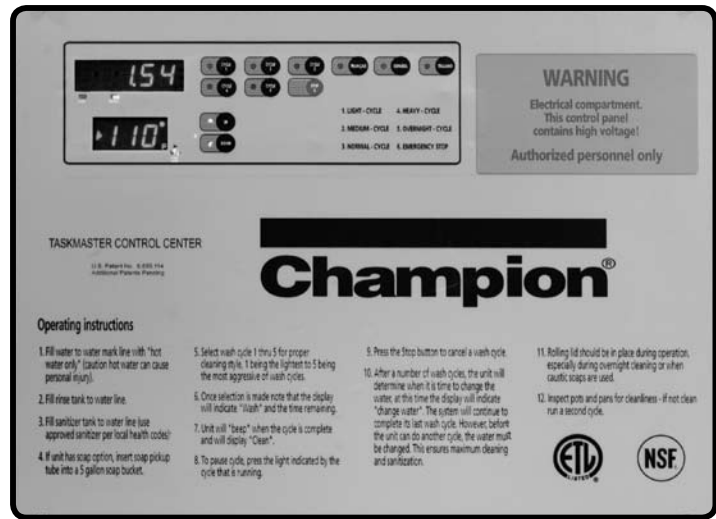 1.54
110°
1. LIGHT - CYCLE
2. MEDIUM - CYCLE
3. NORMAL - CYCLE
4. HEAVY - CYCLE
5. OVERNIGHT - CYCLE
6. EMERGENCY STOP
WARNING
Electrical compartment.
This control panel
contains high voltage!
Authorized personnel only
TASKMASTER CONTROL CENTER
Additional Patents Pending
Champion®
Operating instructions
1. Fill water to water mark line with "hot
water only" (caution hot water can cause
personal injury).
2. Fill rinse tank to water line.
3. Fill sanitizer tank to water line (use
approved sanitizer per local health codes)
4. If unit has soap option, insert soap pickup
tube into a 5 gallon soap bucket.
5. Select wash cycle 1 thru 5 for proper
cleaning style, 1 being the lightest to 5 being
the most aggressive of wash cycles.
6. Once selection is made note that the display
will indicate "Wash" and the time remaining.
7. Unit will "beep" when the cycle is complete
and will display "Clean".
8. To pause cycle, press the light indicated by the
cycle that is running.
9. Press the Stop button to cancel a wash cycle.
10. After a number of wash cycles, the unit will
determine when it is time to change the
water, at this time the display will indicate
"change water". The system will continue to
complete its last wash cycle. However, before
the unit can do another cycle, the water must
be changed. This ensures maximum cleaning
and sanitization.
11. Rolling lid should be in place during operation,
especially during overnight cleaning or when
caustic soaps are used.
12. Inspect pots and pans for cleanliness - if not clean
run a second cycle.
ETL
LISTED
NSF